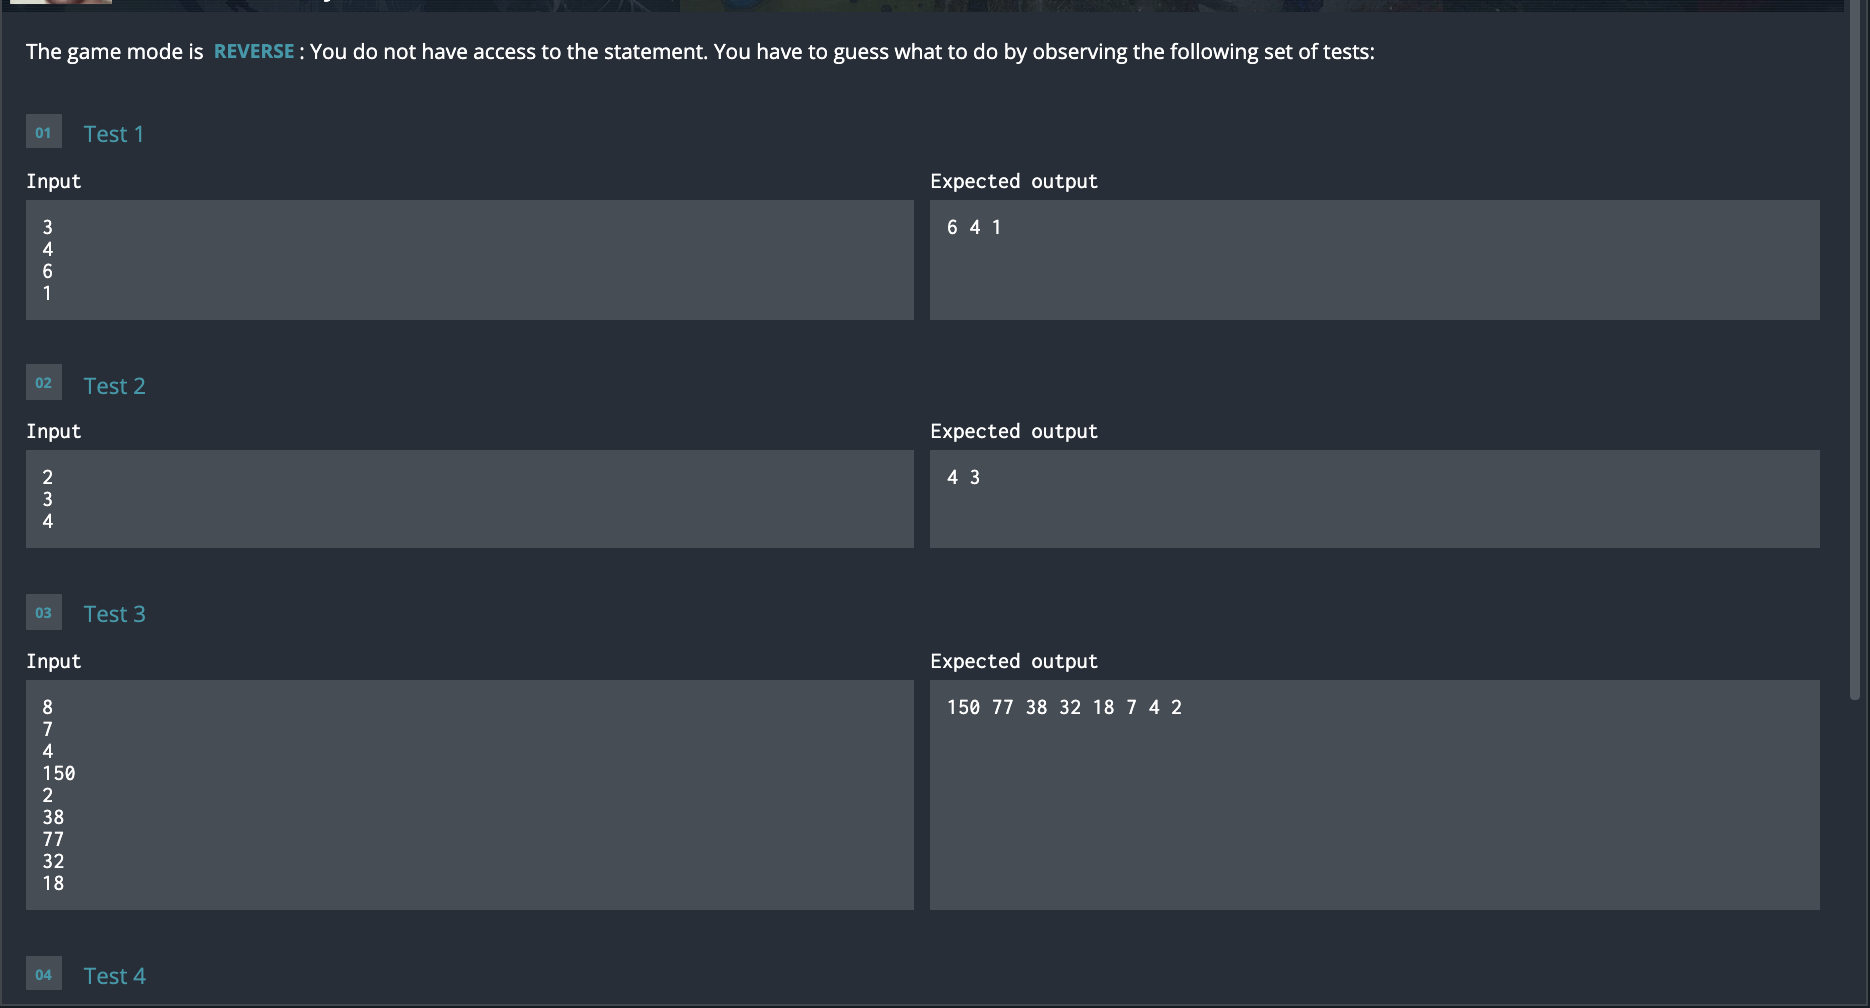 The game mode is REVERSE : You do not have access to the statement. You have to guess what to do by observing the following set of tests:
01 Test 1
Input
Expected output
3
4
6
1
6 4 1
02 Test 2
Input
Expected output
2
3
4
4 3
03 Test 3
Input
Expected output
8
7
4
150
2
38
77
32
18
150 77 38 32 18 7 4 2
04 Test 4